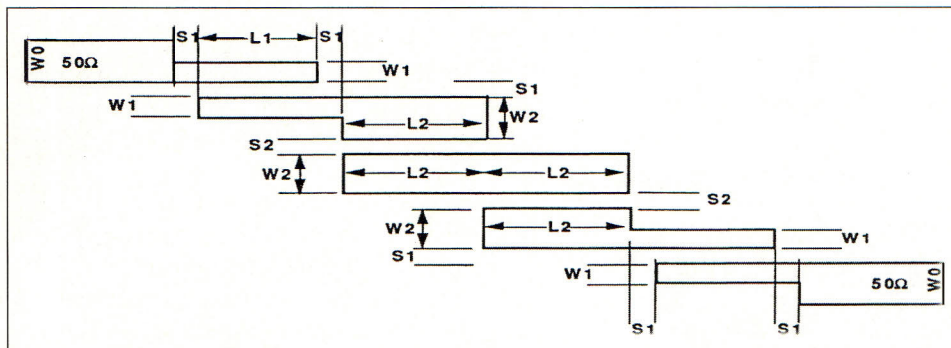 S1 L1 S1
W0 50Ω
W1
S1
W1
W2
L2
S2
W2 L2 L2
S2
W2 L2
W1
S1
W1
50Ω W0
S1 S1